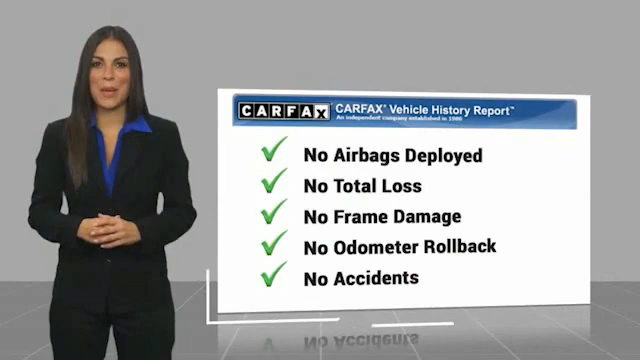 CARFAX CARFAX® Vehicle History Report™
An independent company established in 1986
No Airbags Deployed
No Total Loss
No Frame Damage
No Odometer Rollback
No Accidents